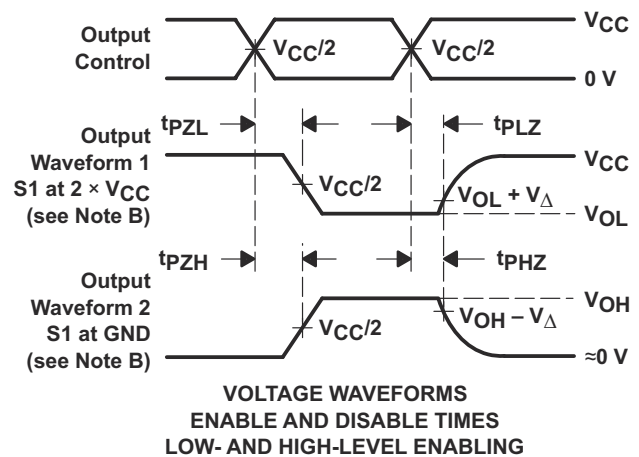 Output
Control
V_CC/2
V_CC/2
V_CC
0 V
t_PZL
t_PLZ
Output
Waveform 1
S1 at 2 × V_CC
(see Note B)
V_CC/2
V_CC
V_OL + V_Δ
V_OL
t_PZH
t_PHZ
Output
Waveform 2
S1 at GND
(see Note B)
V_CC/2
V_OH
V_OH − V_Δ
≈0 V
VOLTAGE WAVEFORMS
ENABLE AND DISABLE TIMES
LOW- AND HIGH-LEVEL ENABLING